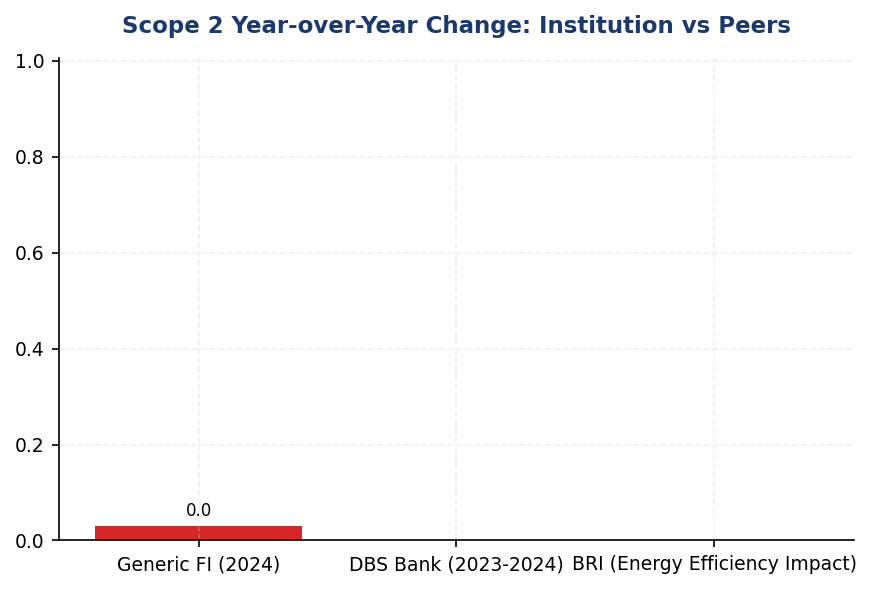 Scope 2 Year-over-Year Change: Institution vs Peers
1.0
0.8
0.6
0.4
0.2
0.0
0.0
Generic FI (2024)
DBS Bank (2023-2024)
BRI (Energy Efficiency Impact)